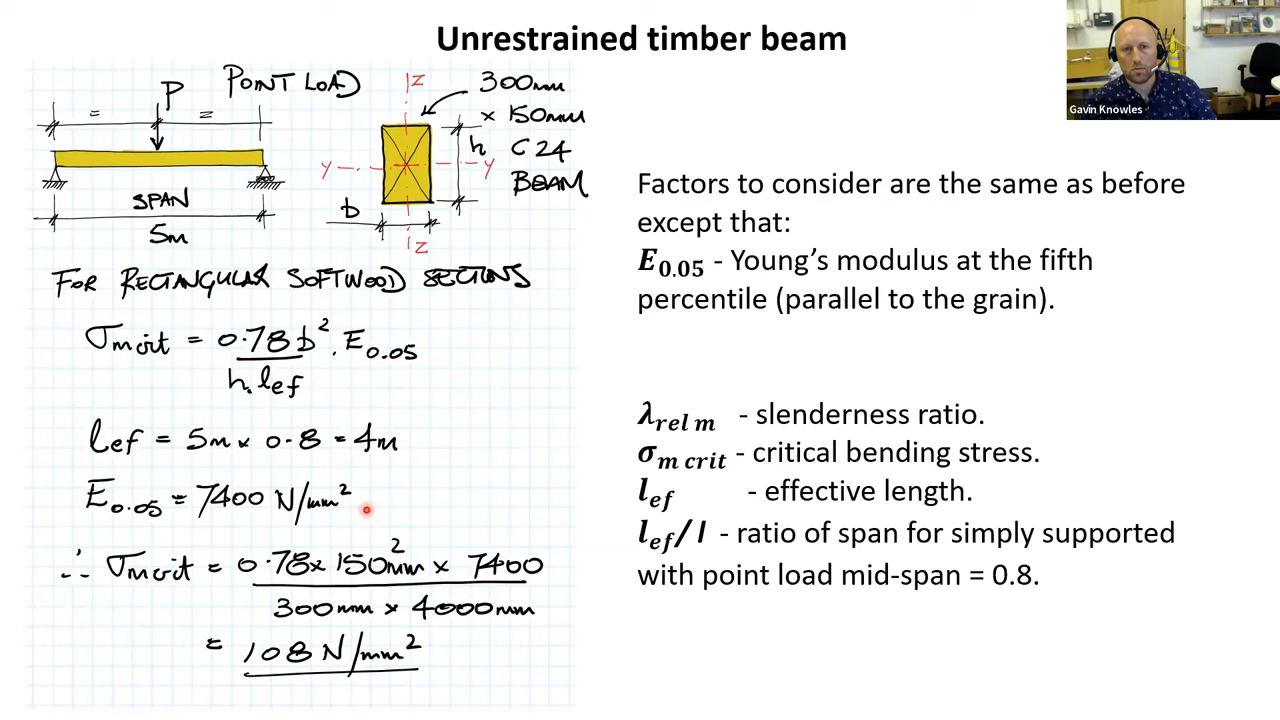 Unrestrained timber beam
Gavin Knowles
P POINT LOAD
= =
SPAN
5m
Z
300mm
x 150mm
h C24
BEAM
y y
b
Z
FOR RECTANGULAR SOFTWOOD SECTIONS
σm crit = 0.78 b² . E0.05
h. lef
lef = 5m x 0.8 = 4m
E0.05 = 7400 N/mm²
∴ σm crit = 0.78 x 150²mm x 7400
300mm x 4000mm
= 108 N/mm²
Factors to consider are the same as before
except that:
E0.05 - Young’s modulus at the fifth
percentile (parallel to the grain).
λrel m - slenderness ratio.
σm crit - critical bending stress.
lef - effective length.
lef/l - ratio of span for simply supported
with point load mid-span = 0.8.